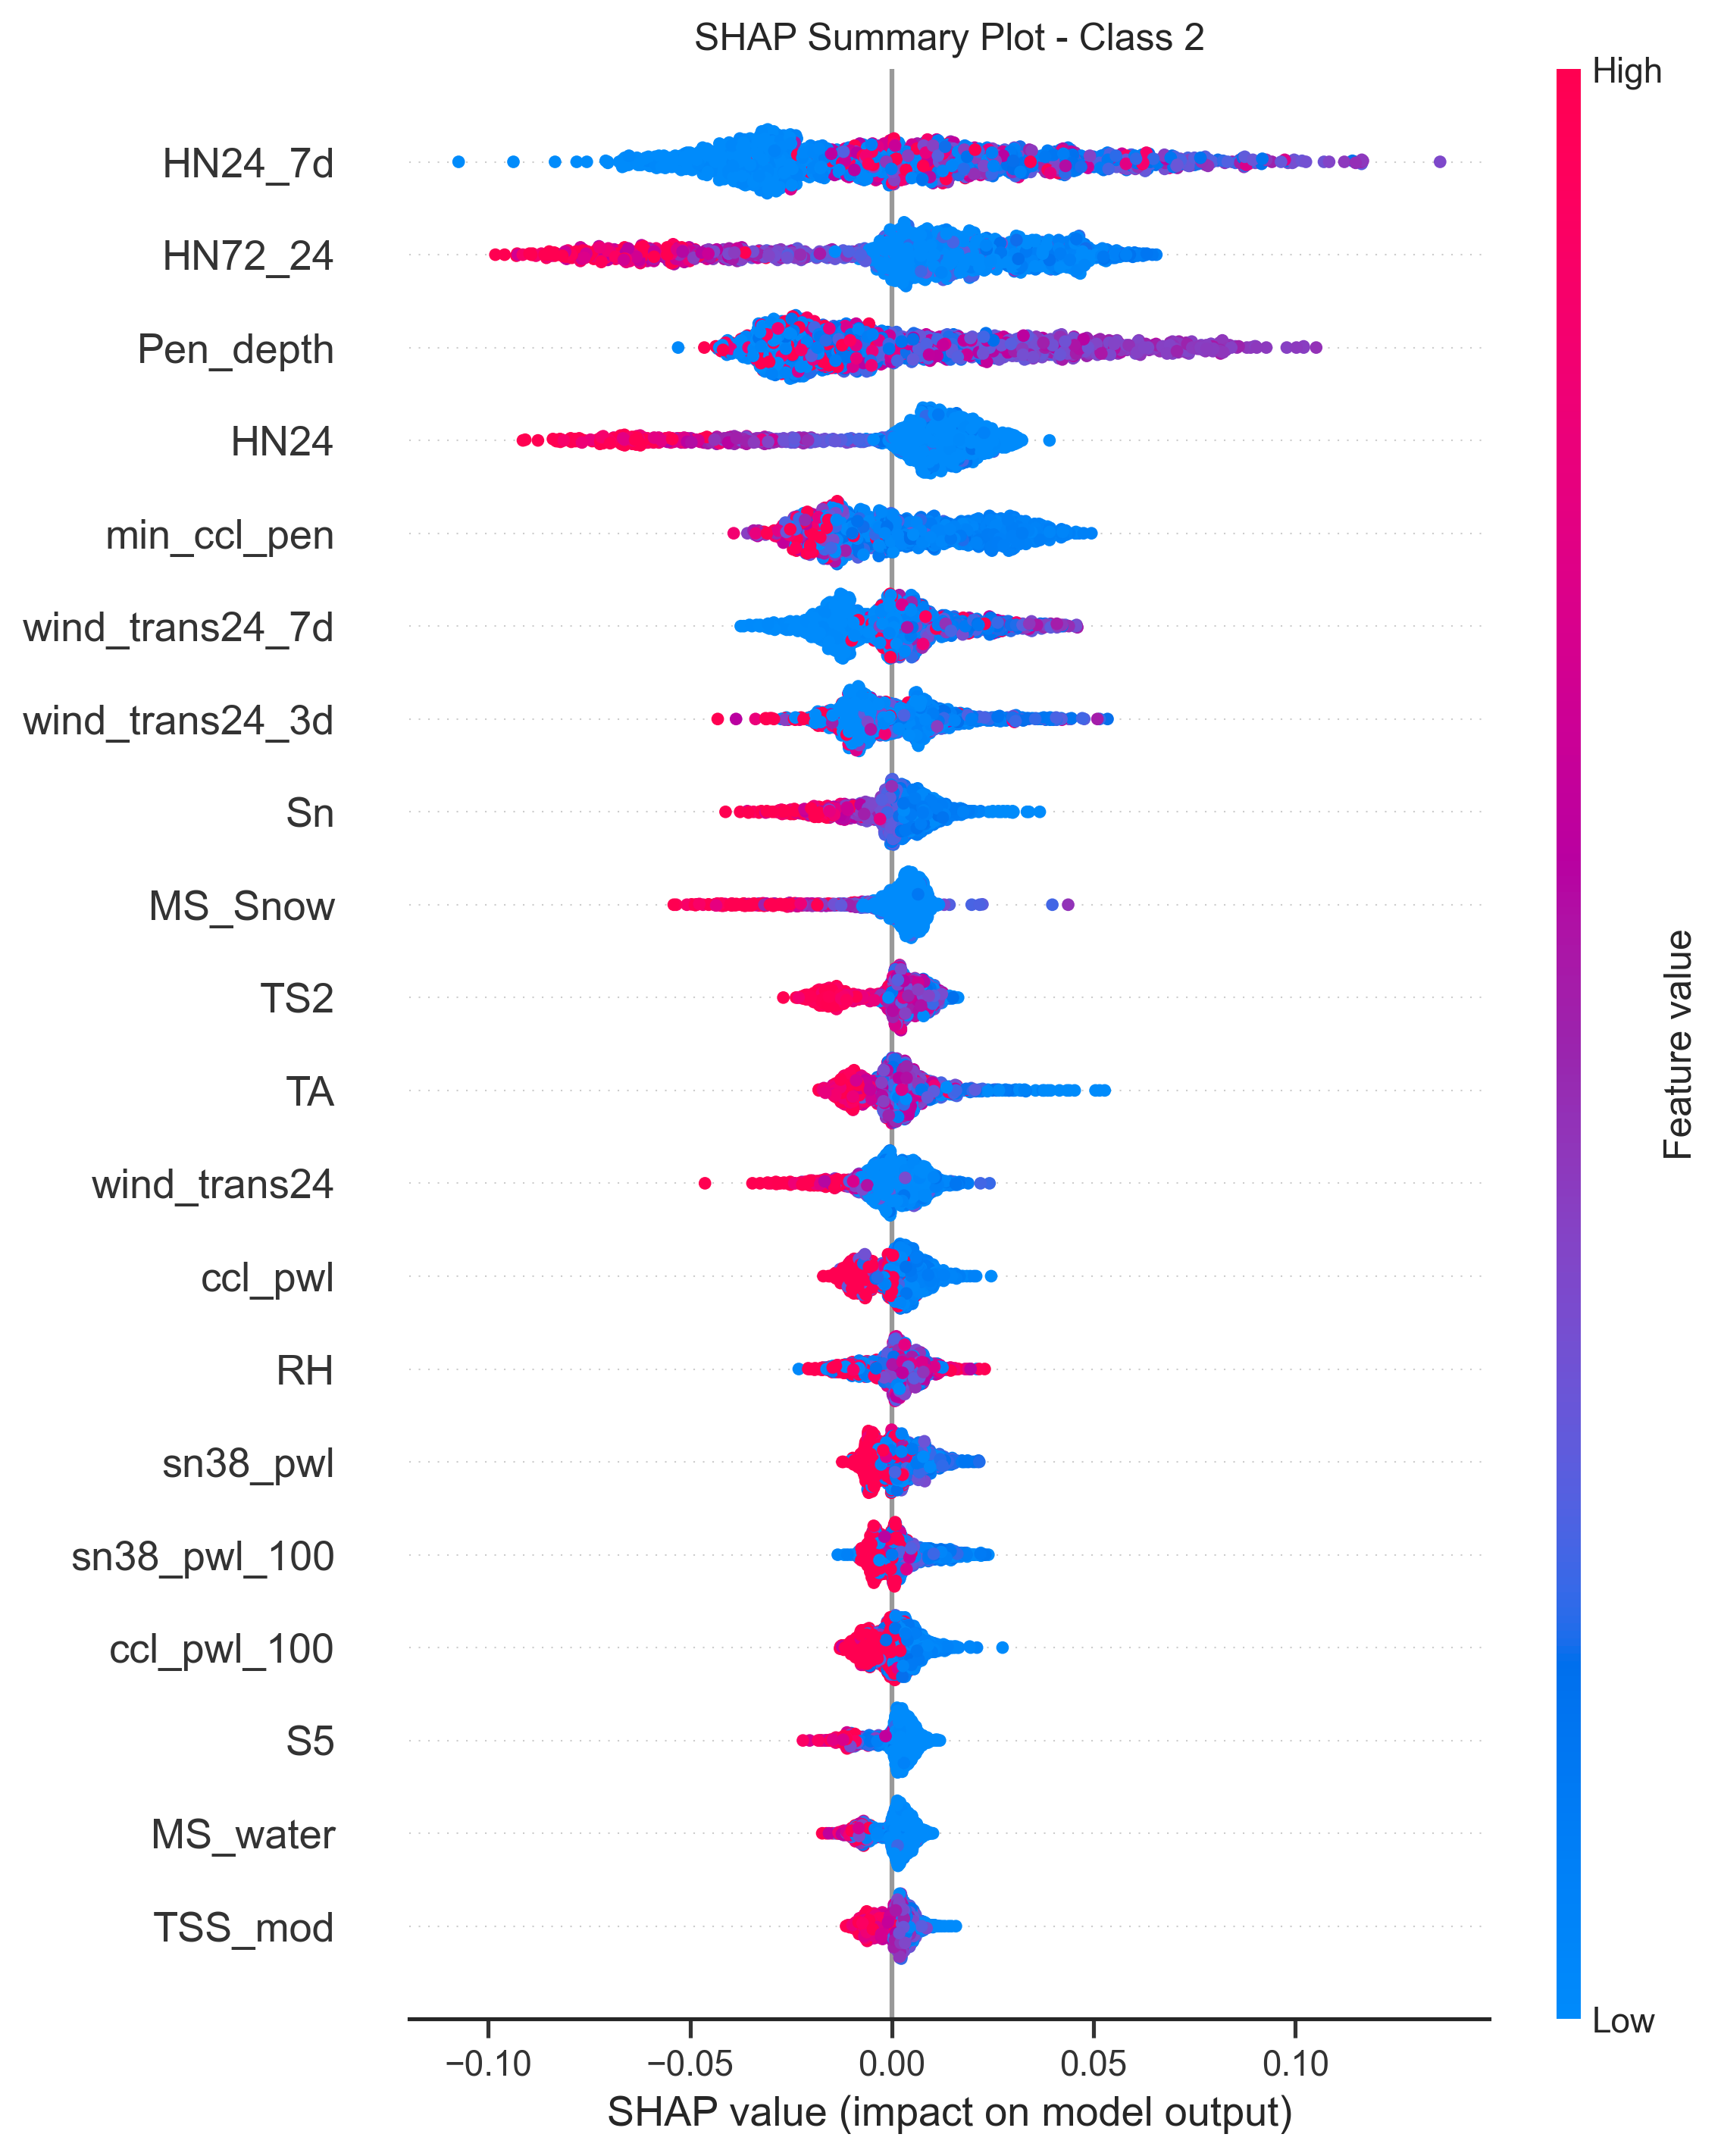 SHAP Summary Plot - Class 2
High
HN24_7d
HN72_24
Pen_depth
HN24
min_ccl_pen
wind_trans24_7d
wind_trans24_3d
Sn
MS_Snow
TS2
TA
wind_trans24
ccl_pwl
RH
sn38_pwl
sn38_pwl_100
ccl_pwl_100
S5
MS_water
TSS_mod
Feature value
Low
−0.10 −0.05 0.00 0.05 0.10
SHAP value (impact on model output)